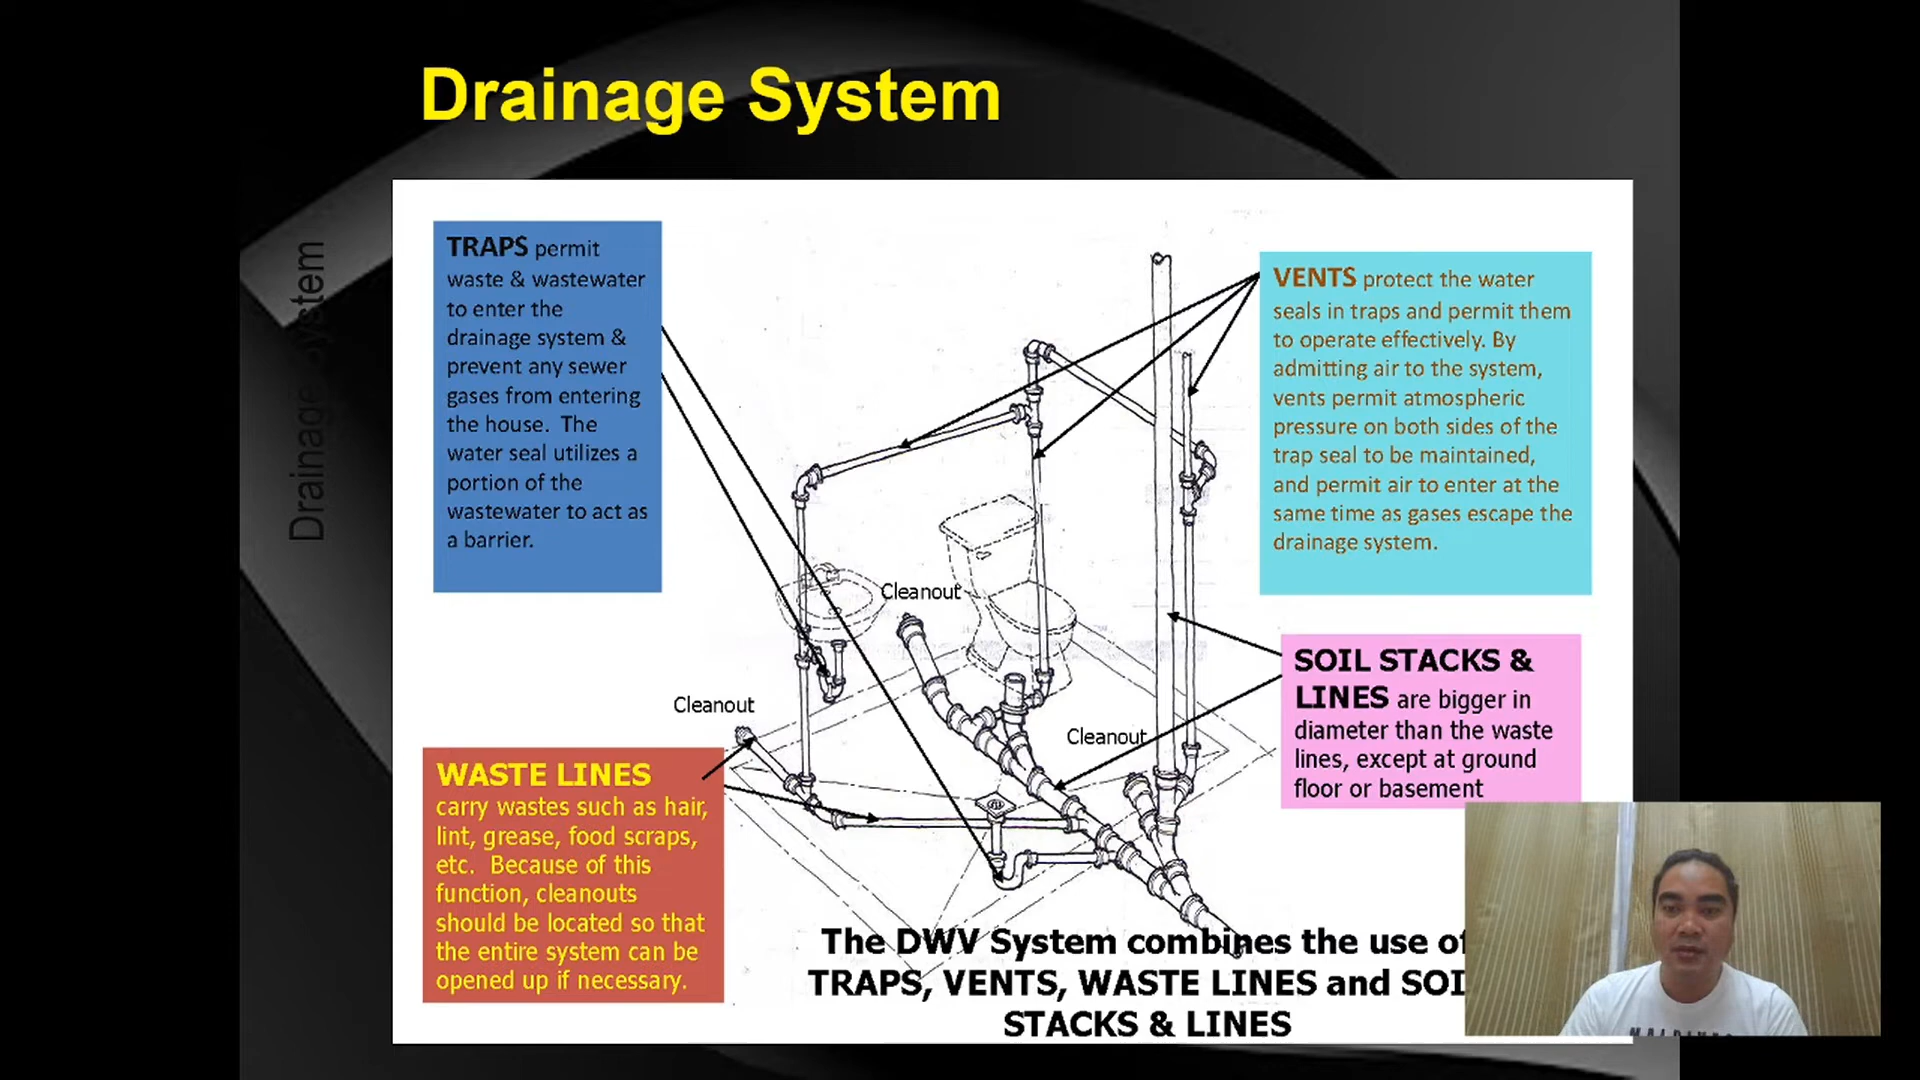 Drainage System
Drainage System
TRAPS permit
waste & wastewater
to enter the
drainage system &
prevent any sewer
gases from entering
the house. The
water seal utilizes a
portion of the
wastewater to act as
a barrier.
VENTS protect the water
seals in traps and permit them
to operate effectively. By
admitting air to the system,
vents permit atmospheric
pressure on both sides of the
trap seal to be maintained,
and permit air to enter at the
same time as gases escape the
drainage system.
Cleanout
Cleanout
Cleanout
SOIL STACKS &
LINES are bigger in
diameter than the waste
lines, except at ground
floor or basement
WASTE LINES
carry wastes such as hair,
lint, grease, food scraps,
etc. Because of this
function, cleanouts
should be located so that
the entire system can be
opened up if necessary.
The DWV System combines the use of
TRAPS, VENTS, WASTE LINES and SOI
STACKS & LINES